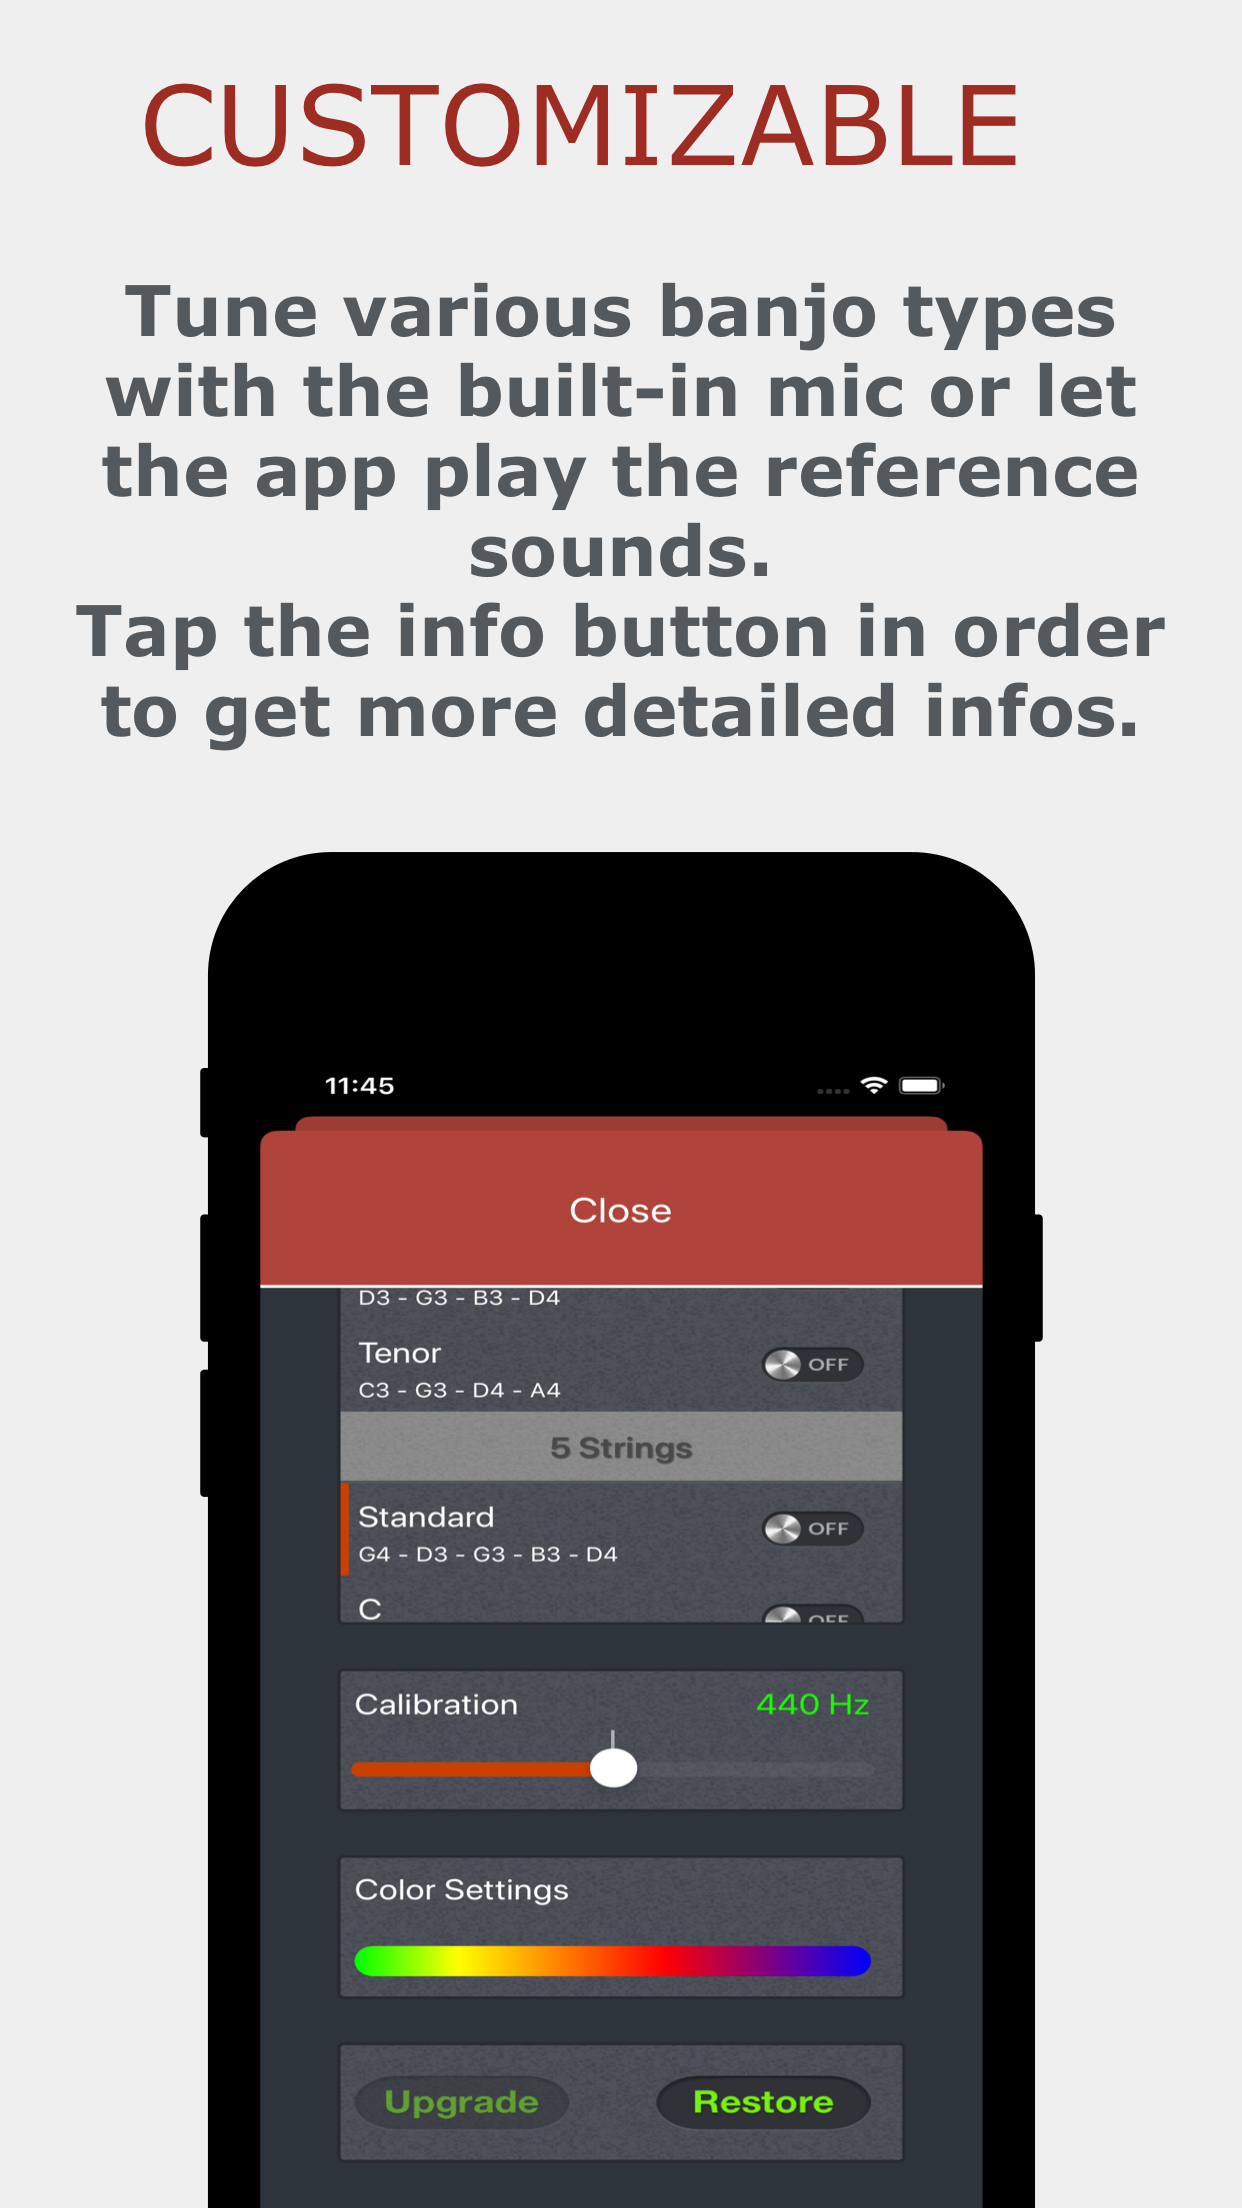 CUSTOMIZABLE
Tune various banjo types
with the built-in mic or let
the app play the reference
sounds.
Tap the info button in order
to get more detailed infos.
11:45
Close
D3 - G3 - B3 - D4
Tenor
OFF
C3 - G3 - D4 - A4
5 Strings
Standard
OFF
G4 - D3 - G3 - B3 - D4
C
OFF
Calibration 440 Hz
Color Settings
Upgrade Restore